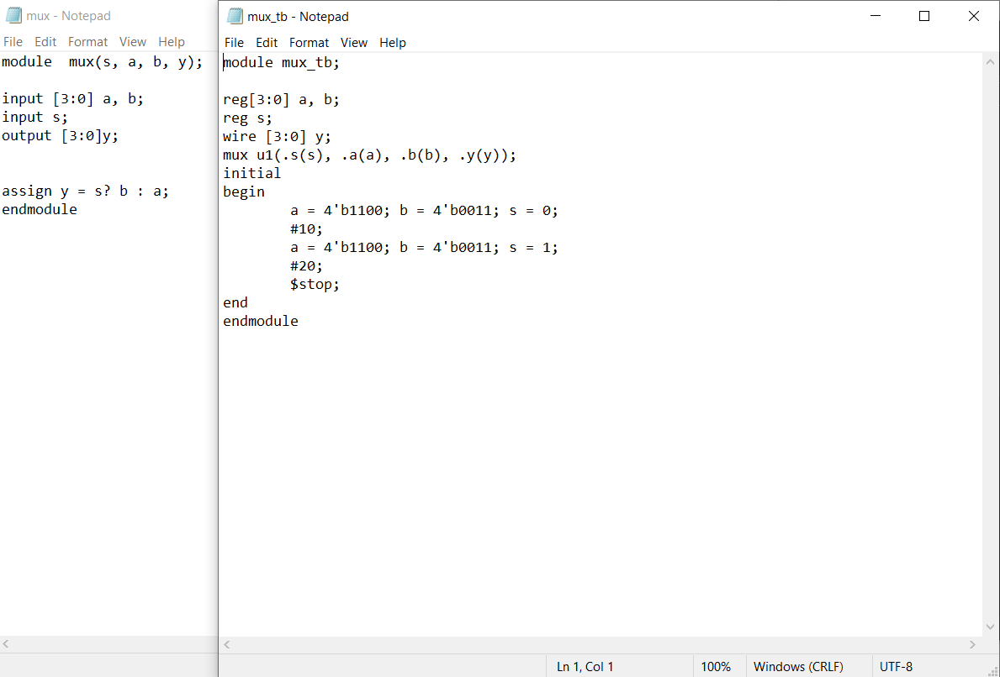 mux - Notepad
File Edit Format View Help
module  mux(s, a, b, y);
input [3:0] a, b;
input s;
output [3:0]y;
assign y = s? b : a;
endmodule
mux_tb - Notepad
File Edit Format View Help
module mux_tb;
reg[3:0] a, b;
reg s;
wire [3:0] y;
mux u1(.s(s), .a(a), .b(b), .y(y));
initial
begin
        a = 4'b1100; b = 4'b0011; s = 0;
        #10;
        a = 4'b1100; b = 4'b0011; s = 1;
        #20;
        $stop;
end
endmodule
Ln 1, Col 1 100% Windows (CRLF) UTF-8